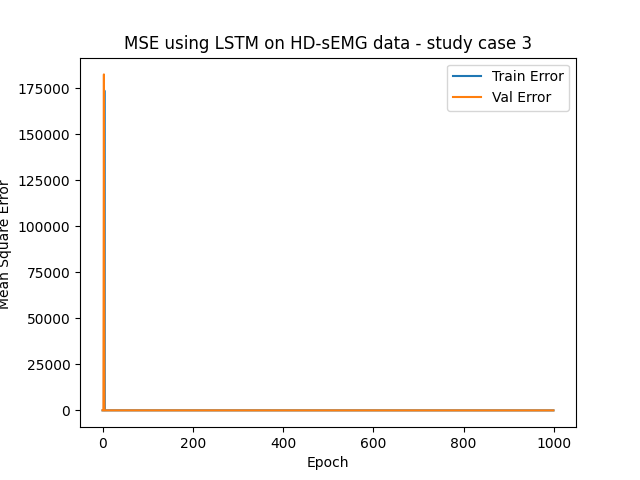 MSE using LSTM on HD-sEMG data - study case 3
Train Error
Val Error
175000
150000
125000
100000
75000
50000
25000
0
Mean Square Error
0 200 400 600 800 1000
Epoch